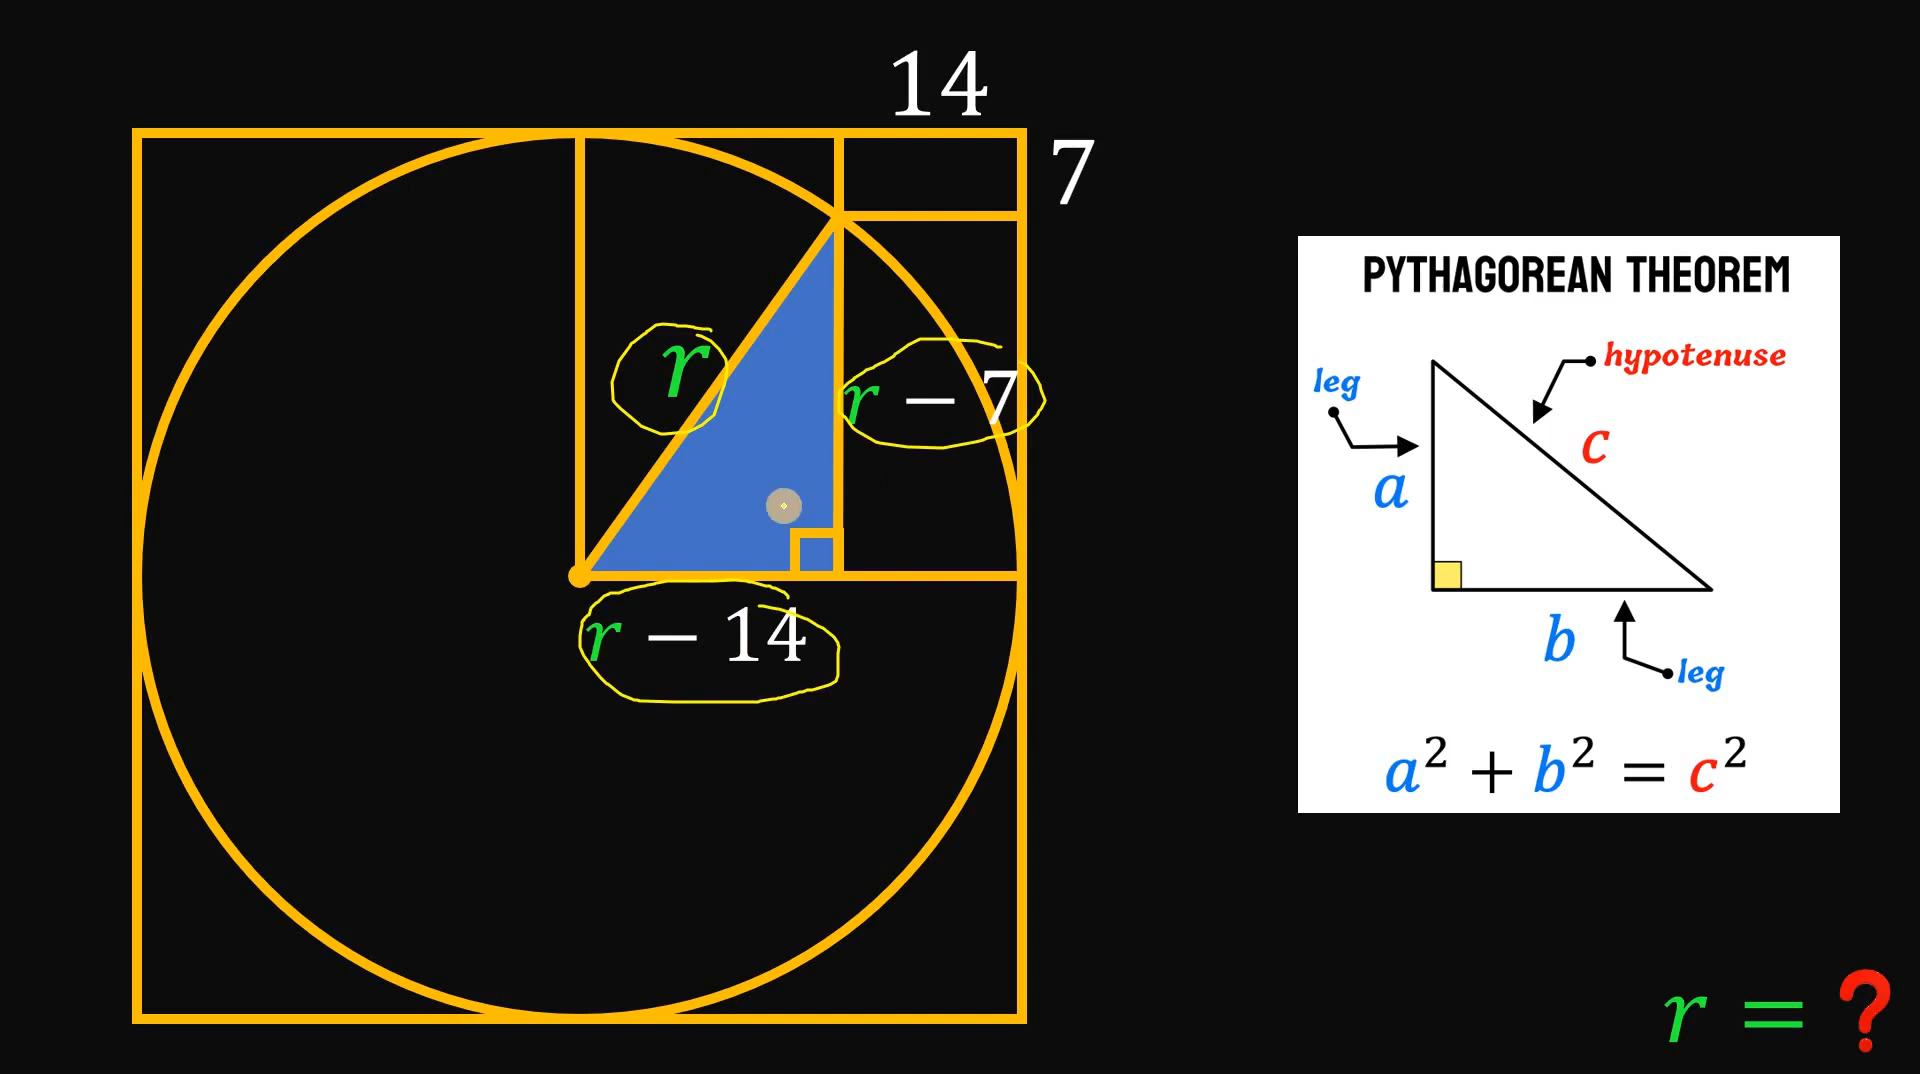 14
7
r
r − 7
r − 14
PYTHAGOREAN THEOREM
hypotenuse
leg
c
a
b
leg
a² + b² = c²
r = ?